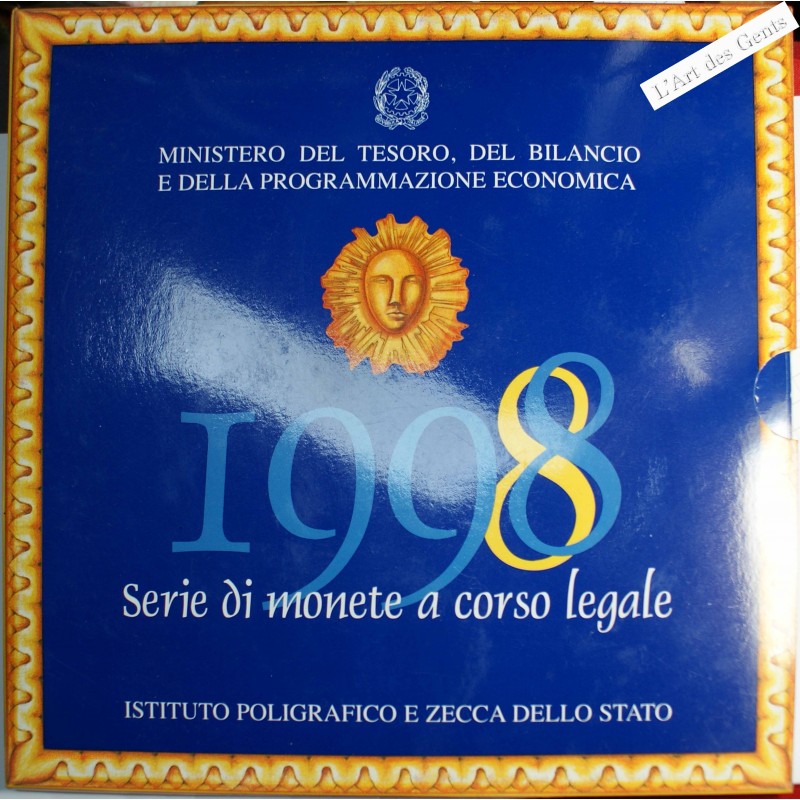 L'Art des Gents
MINISTERO DEL TESORO, DEL BILANCIO
E DELLA PROGRAMMAZIONE ECONOMICA
1998
8
Serie di monete a corso legale
ISTITUTO POLIGRAFICO E ZECCA DELLO STATO